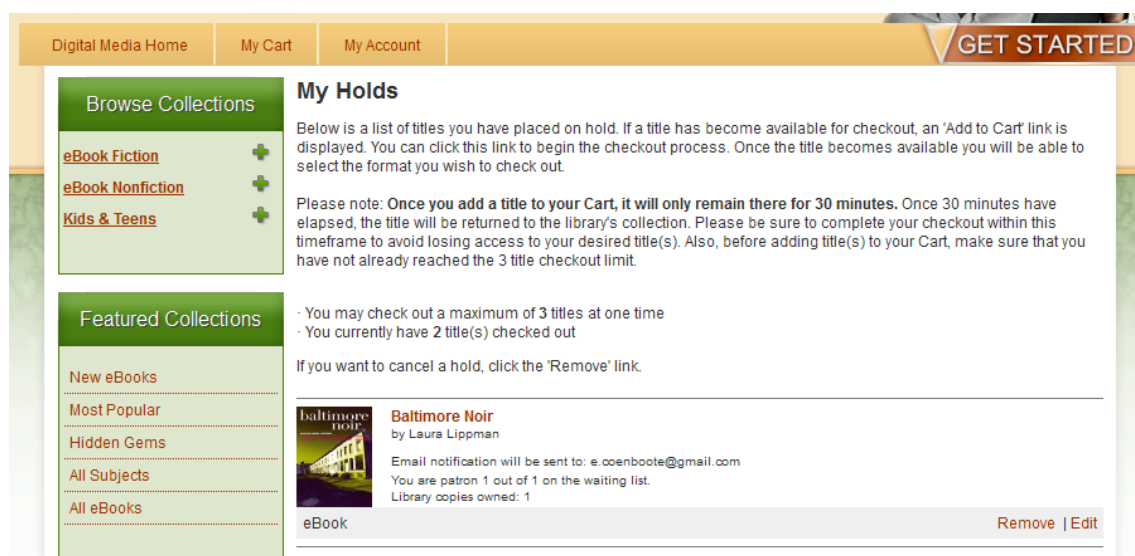 Digital Media Home
My Cart
My Account
GET STARTED
Browse Collections
eBook Fiction
eBook Nonfiction
Kids & Teens
Featured Collections
New eBooks
Most Popular
Hidden Gems
All Subjects
All eBooks
My Holds
Below is a list of titles you have placed on hold. If a title has become available for checkout, an 'Add to Cart' link is
displayed. You can click this link to begin the checkout process. Once the title becomes available you will be able to
select the format you wish to check out.
Please note: Once you add a title to your Cart, it will only remain there for 30 minutes. Once 30 minutes have
elapsed, the title will be returned to the library's collection. Please be sure to complete your checkout within this
timeframe to avoid losing access to your desired title(s). Also, before adding title(s) to your Cart, make sure that you
have not already reached the 3 title checkout limit.
· You may check out a maximum of 3 titles at one time
· You currently have 2 title(s) checked out
If you want to cancel a hold, click the 'Remove' link.
baltimore
noir
Baltimore Noir
by Laura Lippman
Email notification will be sent to: e.coenboote@gmail.com
You are patron 1 out of 1 on the waiting list.
Library copies owned: 1
eBook
Remove | Edit